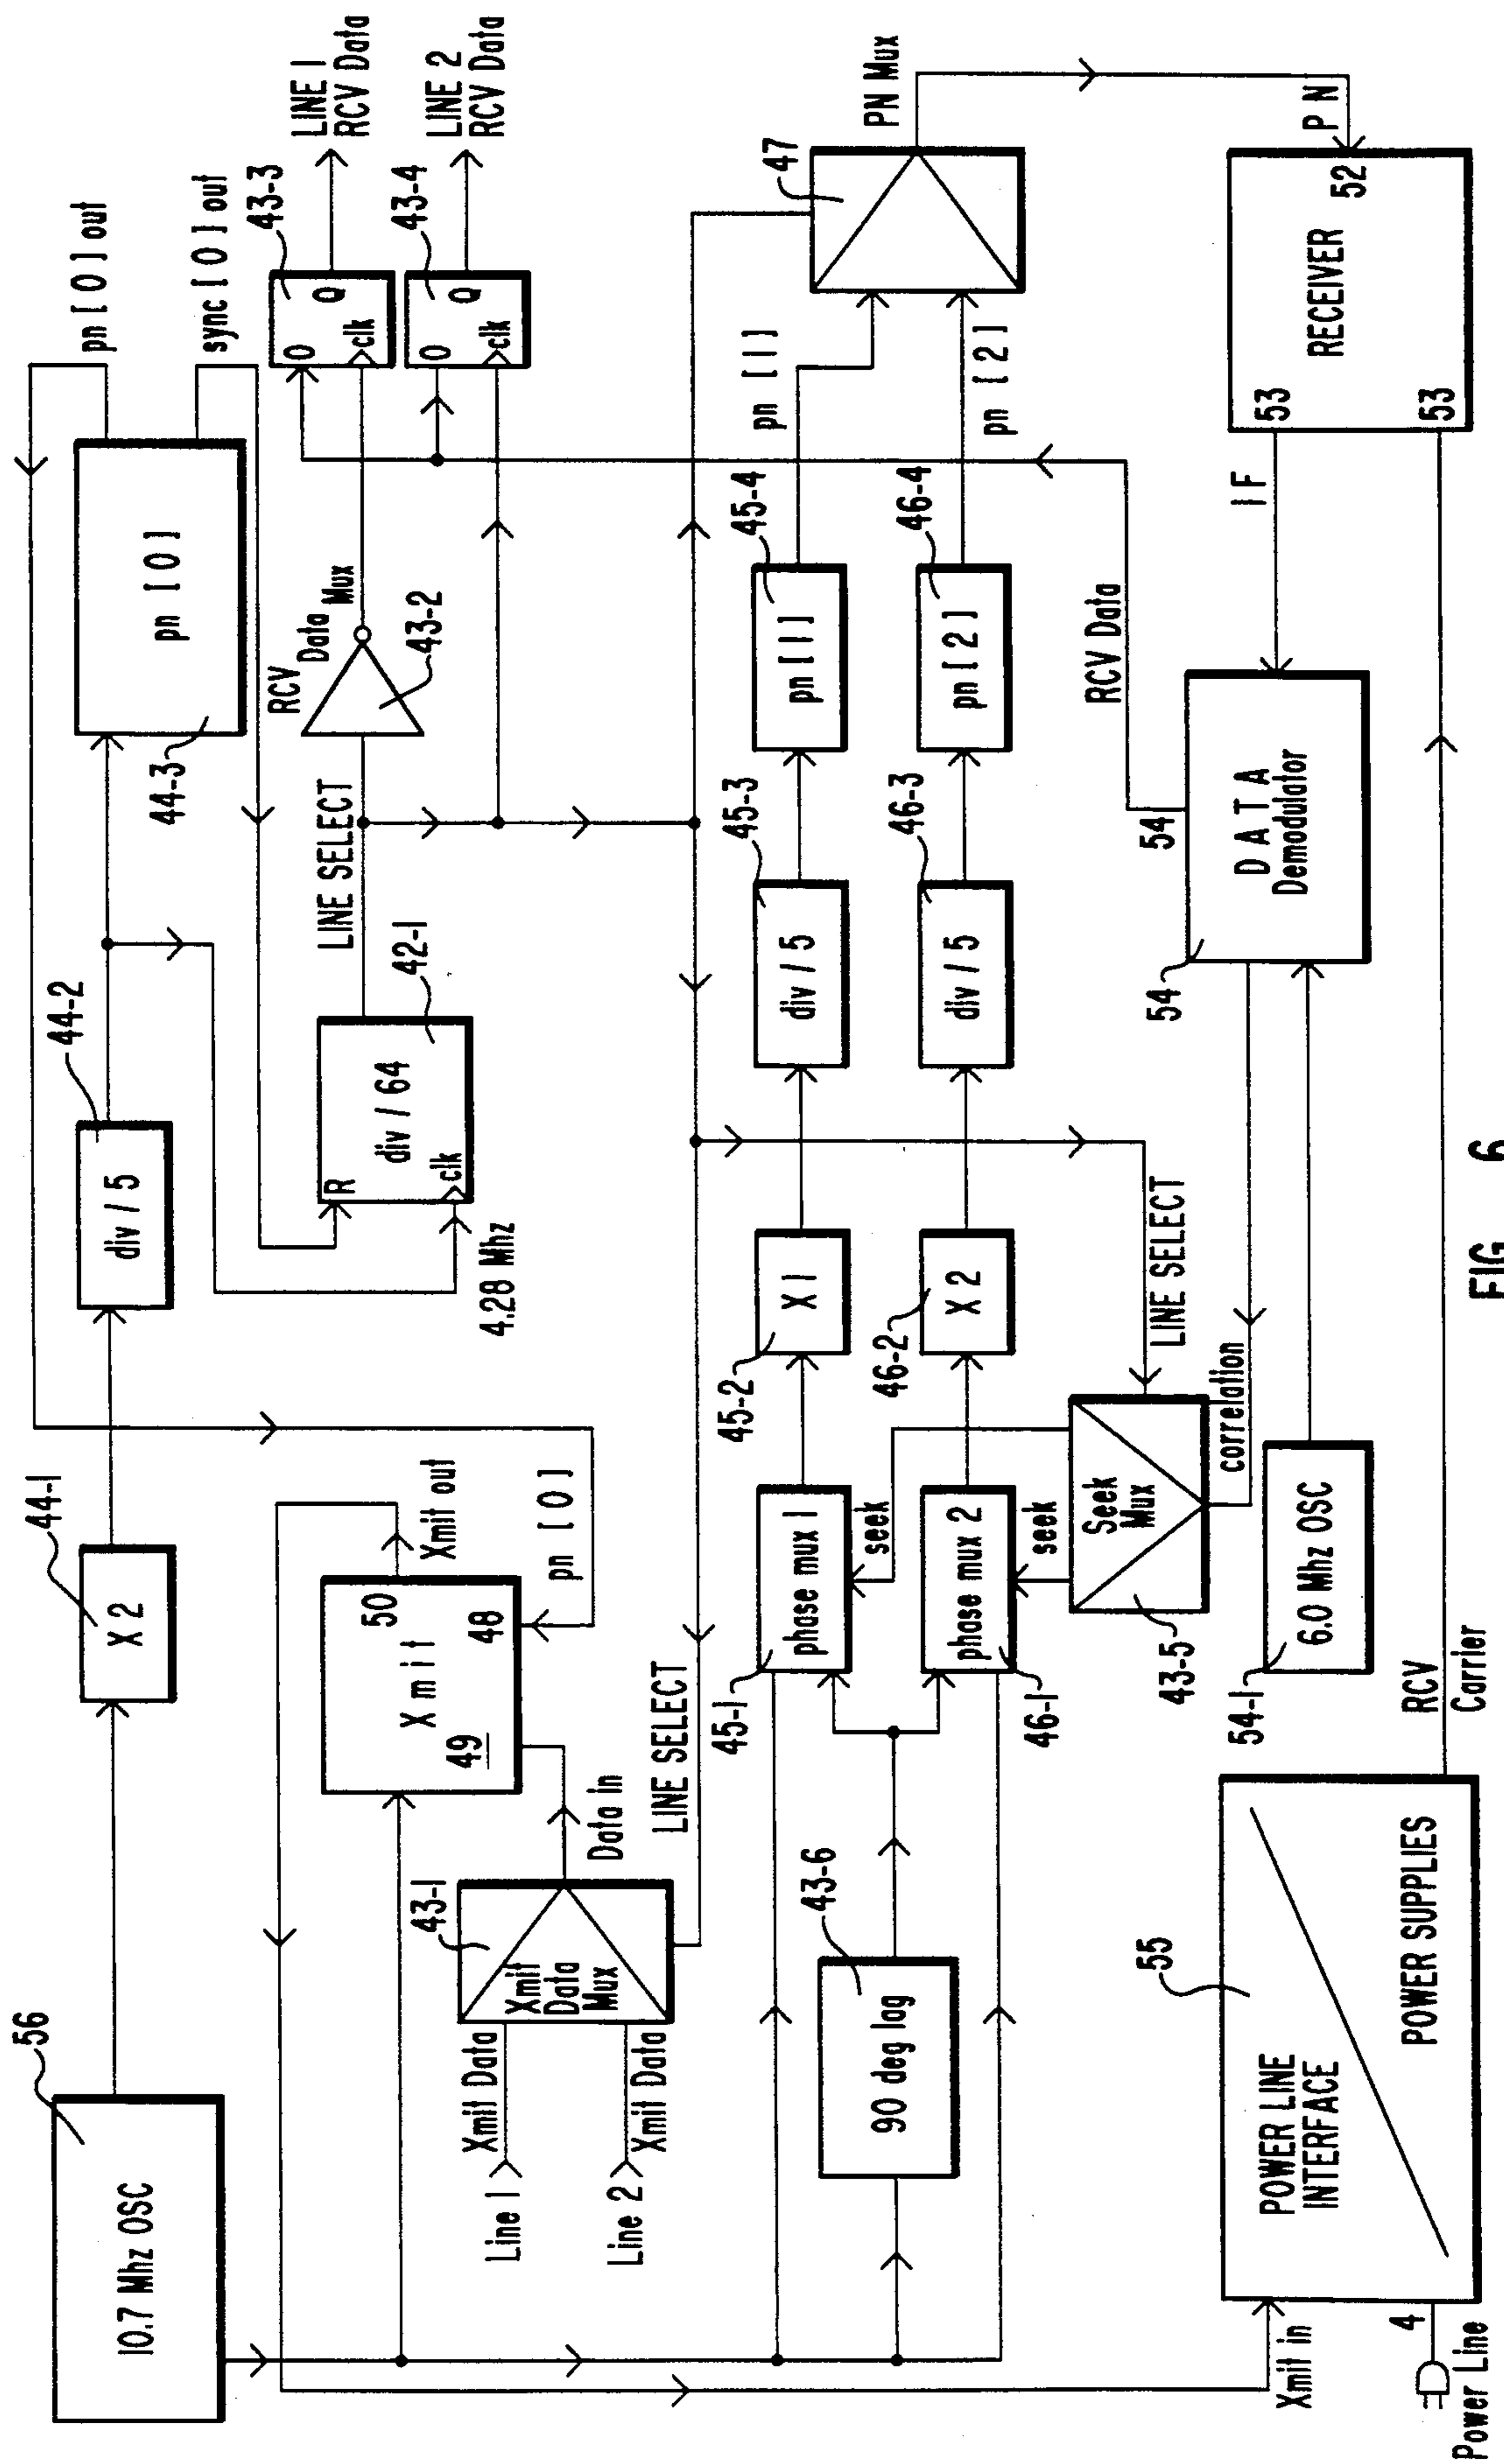 56
10.7 Mhz OSC
44-1
X 2
44-2
div / 5
44-3
pn [ 0 ]
pn [ 0 ] out
sync [ 0 ] out
Xmit out
50
X m i t
49
48
pn [ 0 ]
R
div / 64
clk
42-1
4.28 Mhz
LINE SELECT
RCV
Data
Mux
43-2
43-3
0
Q
clk
LINE 1
RCV Data
43-4
0
Q
clk
LINE 2
RCV Data
Line 1
Xmit Data
Line 2
Xmit Data
43-1
Xmit
Data
Mux
Data in
LINE SELECT
43-6
90 deg lag
45-1
phase mux 1
seek
45-2
X 1
45-3
div / 5
45-4
pn [ 1 ]
pn [ 1 ]
47
PN Mux
46-1
phase mux 2
seek
46-2
X 2
46-3
div / 5
46-4
pn [ 2 ]
pn [ 2 ]
43-5
Seek
Mux
LINE SELECT
correlation
54-1
6.0 Mhz OSC
54
D A T A
Demodulator
54
RCV Data
I F
53
RECEIVER
52
53
P N
55
POWER LINE
INTERFACE
POWER SUPPLIES
Xmit in
4
Power Line
RCV
Carrier
FIG. 6